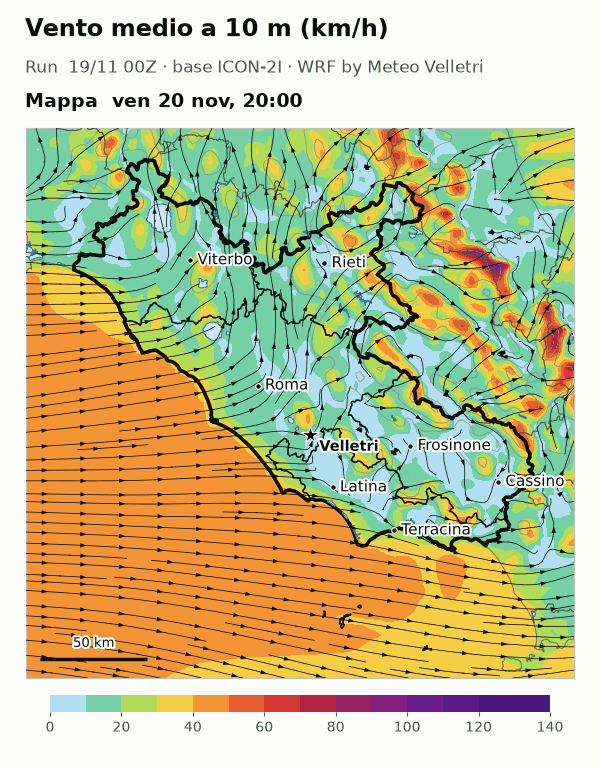 Vento medio a 10 m (km/h)
Run  19/11 00Z · base ICON-2I · WRF by Meteo Velletri
Mappa  ven 20 nov, 20:00
Viterbo
Rieti
Roma
Velletri
Frosinone
Latina
Cassino
Terracina
50 km
0 20 40 60 80 100 120 140